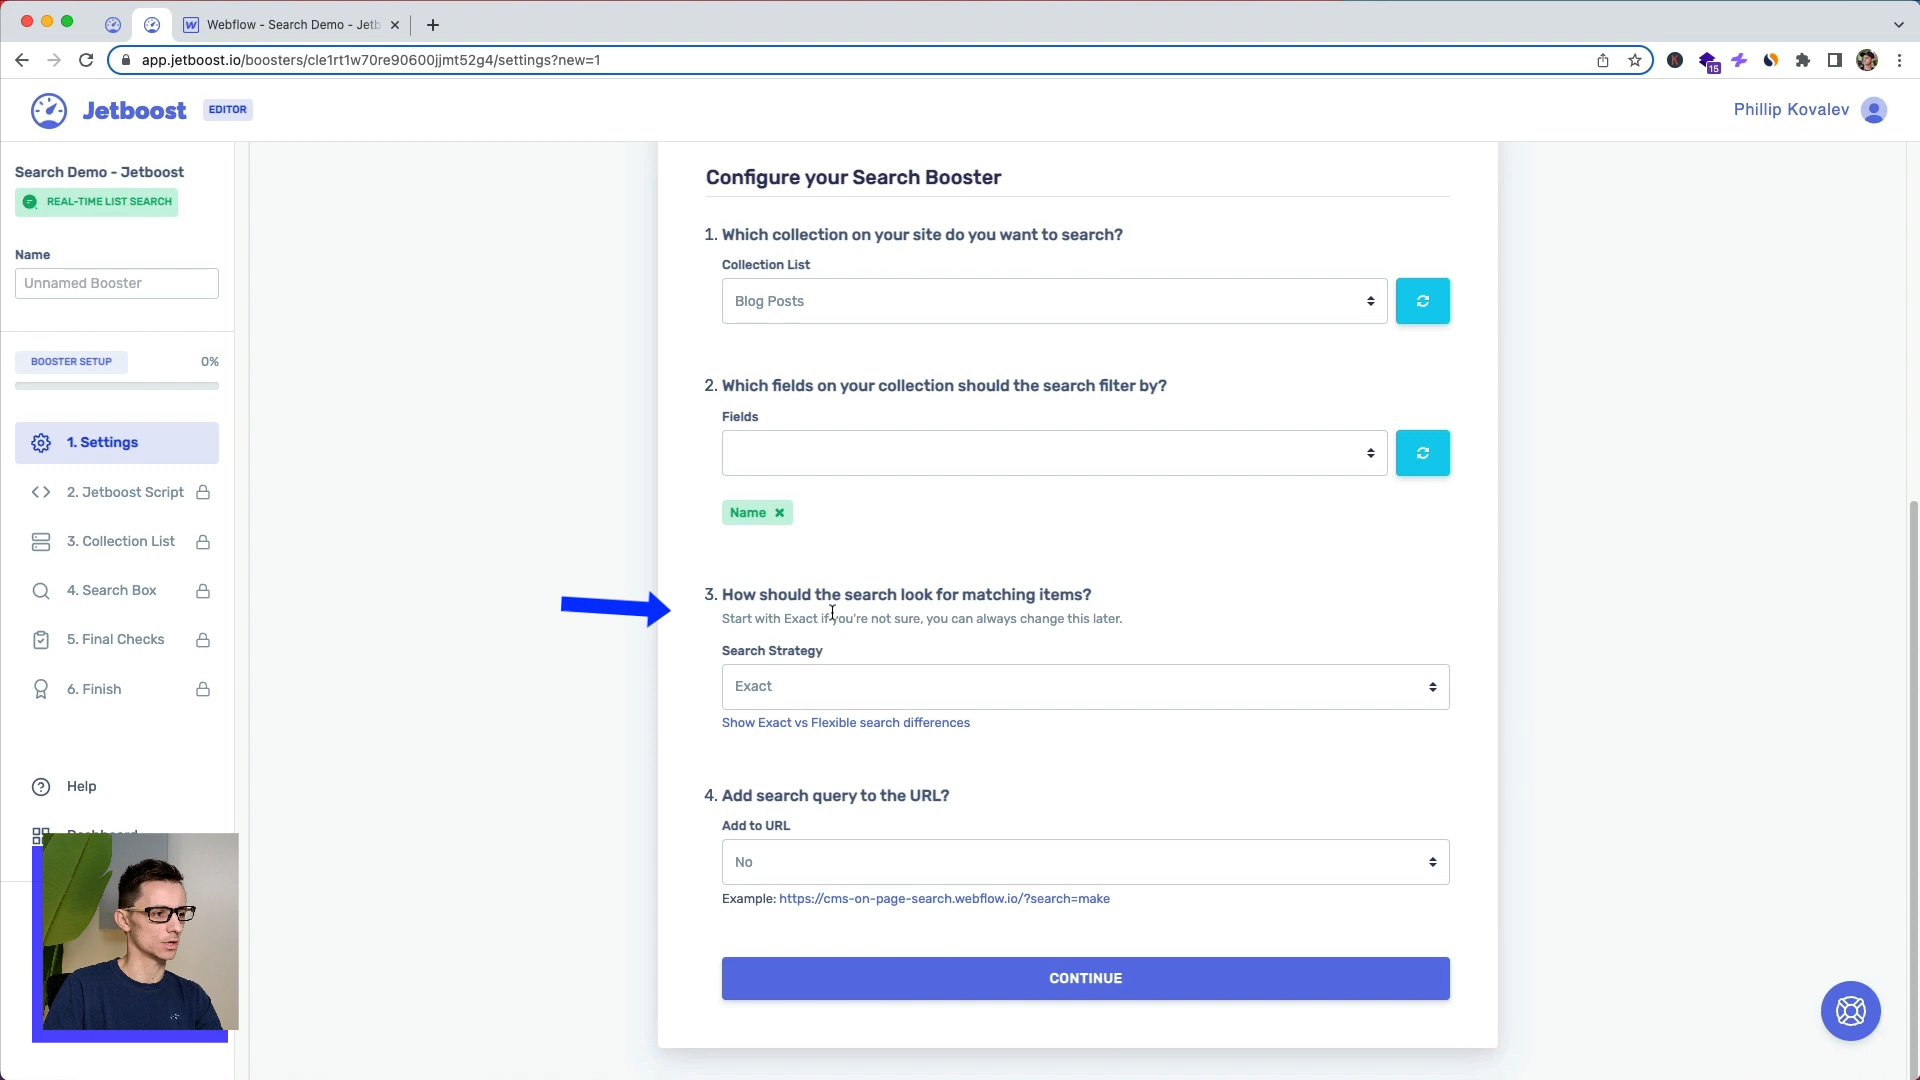 Webflow - Search Demo - Jetb
app.jetboost.io/boosters/cle1rt1w70re90600jjmt52g4/settings?new=1
K
15
Jetboost
EDITOR
Phillip Kovalev
Search Demo - Jetboost
REAL-TIME LIST SEARCH
Name
Unnamed Booster
BOOSTER SETUP
0%
1. Settings
2. Jetboost Script
3. Collection List
4. Search Box
5. Final Checks
6. Finish
Help
Dashboard
Configure your Search Booster
1. Which collection on your site do you want to search?
Collection List
Blog Posts
2. Which fields on your collection should the search filter by?
Fields
Name
3. How should the search look for matching items?
Start with Exact if you're not sure, you can always change this later.
Search Strategy
Exact
Show Exact vs Flexible search differences
4. Add search query to the URL?
Add to URL
No
Example: https://cms-on-page-search.webflow.io/?search=make
CONTINUE